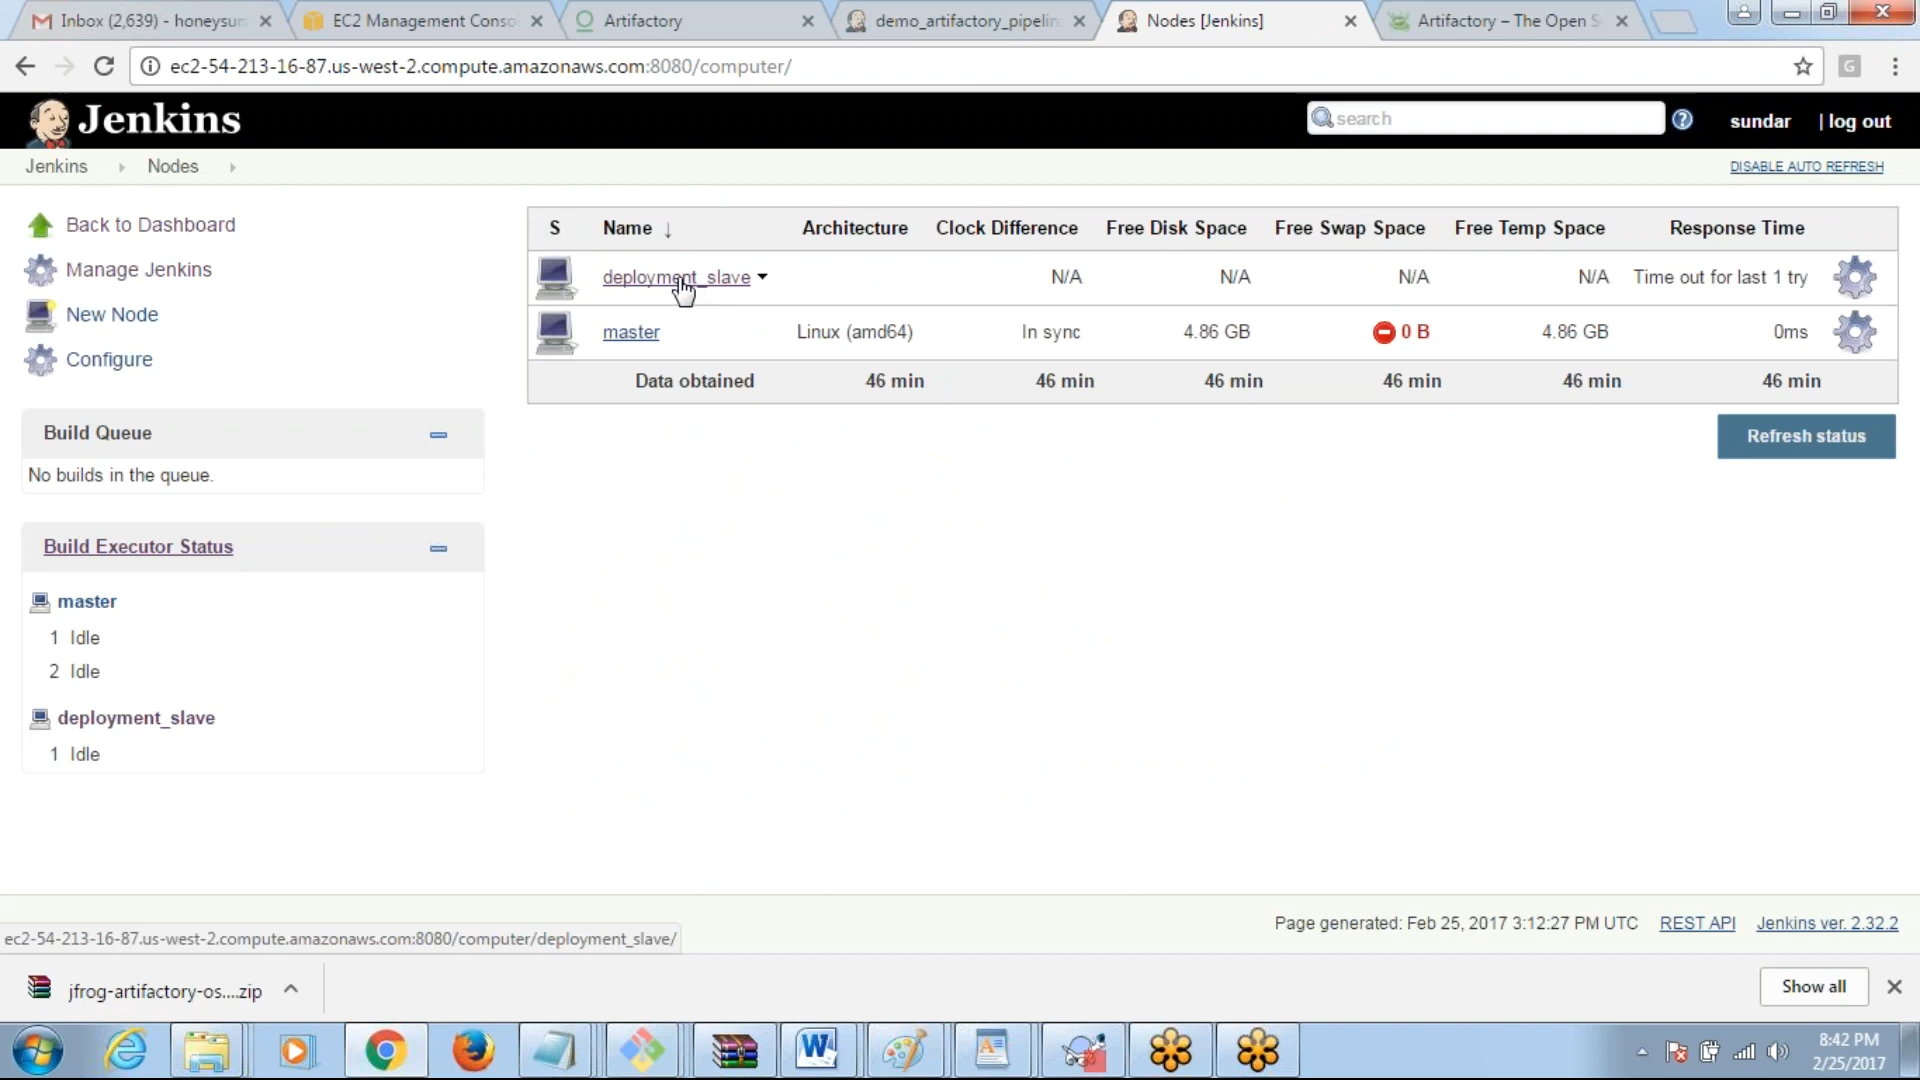 Inbox (2,639) - honeysun
EC2 Management Conso
Artifactory
demo_artifactory_pipelin
Nodes [Jenkins]
Artifactory – The Open S
ec2-54-213-16-87.us-west-2.compute.amazonaws.com:8080/computer/
G
Jenkins
search
?
sundar
| log out
Jenkins
Nodes
DISABLE AUTO REFRESH
Back to Dashboard
Manage Jenkins
New Node
Configure
S Name ↓ Architecture Clock Difference Free Disk Space Free Swap Space Free Temp Space Response Time
deployment_slave N/A N/A N/A N/A Time out for last 1 try
master Linux (amd64) In sync 4.86 GB 0 B 4.86 GB 0ms
Data obtained 46 min 46 min 46 min 46 min 46 min 46 min
Refresh status
Build Queue
No builds in the queue.
Build Executor Status
master
1 Idle
2 Idle
deployment_slave
1 Idle
Page generated: Feb 25, 2017 3:12:27 PM UTC REST API Jenkins ver. 2.32.2
ec2-54-213-16-87.us-west-2.compute.amazonaws.com:8080/computer/deployment_slave/
jfrog-artifactory-os....zip
Show all
8:42 PM
2/25/2017